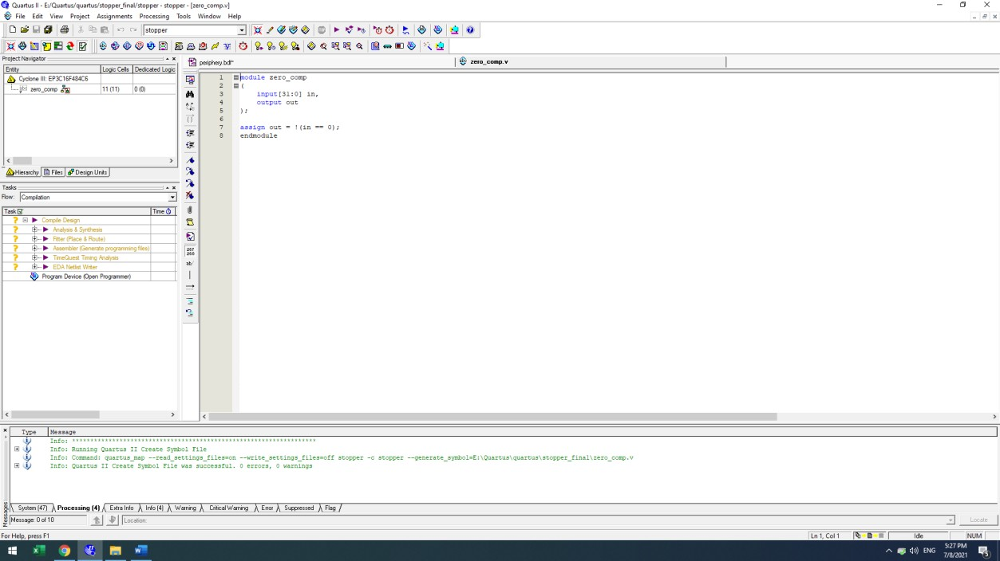 Quartus II - E:/Quartus/quartus/stopper_final/stopper - stopper - [zero_comp.v]
File Edit View Project Assignments Processing Tools Window Help
stopper
Project Navigator
Entity Logic Cells Dedicated Logic
Cyclone III: EP3C16F484C6
zero_comp 11 (11) 0 (0)
Hierarchy Files Design Units
Tasks
Flow: Compilation
Task Time
Compile Design
Analysis & Synthesis
Fitter (Place & Route)
Assembler (Generate programming files)
TimeQuest Timing Analysis
EDA Netlist Writer
Program Device (Open Programmer)
periphery.bdf* zero_comp.v
267
268
ab/
1 module zero_comp
2 (
3 input[31:0] in,
4 output out
5 );
6
7 assign out = !(in == 0);
8 endmodule
Type Message
Info: *******************************************************************
Info: Running Quartus II Create Symbol File
Info: Command: quartus_map --read_settings_files=on --write_settings_files=off stopper -c stopper --generate_symbol=E:\Quartus\quartus\stopper_final\zero_comp.v
Info: Quartus II Create Symbol File was successful. 0 errors, 0 warnings
System (47) Processing (4) Extra Info Info (4) Warning Critical Warning Error Suppressed Flag
Messages
Message: 0 of 10 Location: Locate
For Help, press F1 Ln 1, Col 1 Idle NUM
ENG 5:27 PM
7/8/2021 5